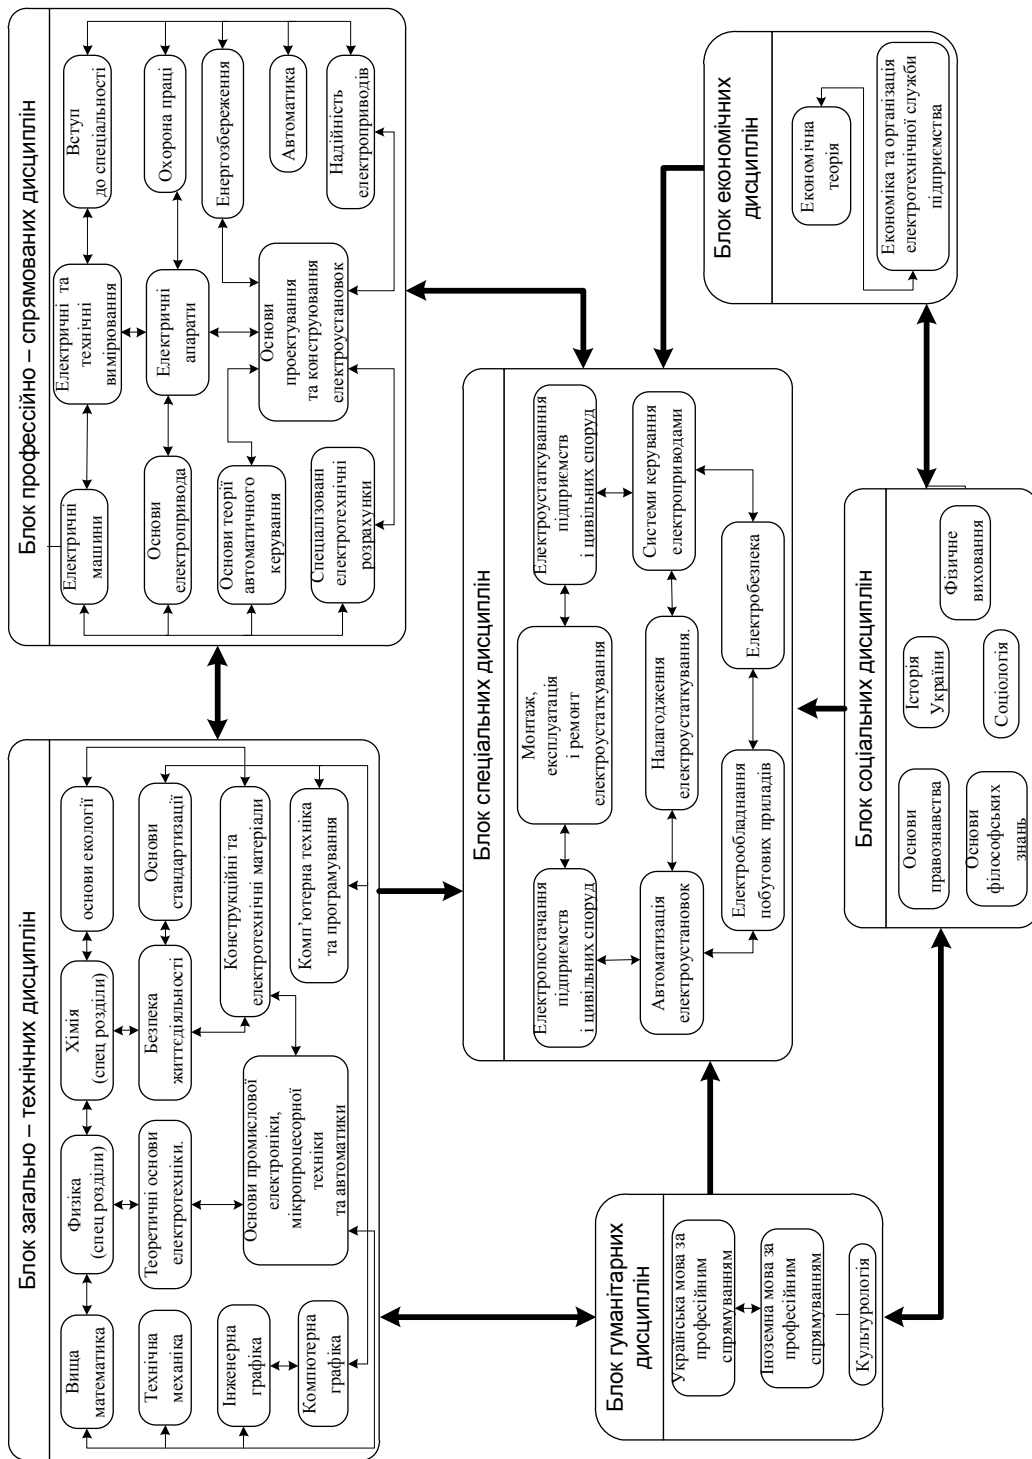 Блок загально – технічних дисциплін
Вища
математика
Физіка
(спец розділи)
Хімія
(спец розділи)
основи екології
Технічна
механіка
Теоретичні основи
електротехніки.
Безпека
життєдіяльності
Основи
стандартизації
Інженерна
графіка
Компютерна
графіка
Основи промислової
електроніки,
мікропроцесорної
техніки
та автоматики
Конструкційні та
електротехнічні матеріали
Комп’ютерна техніка
та програмування
Блок профессійно – спрямованих дисциплін
Електричні
машини
Електричні та
технічні
вимірювання
Вступ
до спеціальності
Основи
електропривода
Електричні
апарати
Охорона праці
Основи теорії
автоматичного
керування
Основи
проектування
та конструювання
електроустановок
Енергозбереження
Автоматика
Спеціалізовані
електротехнічні
розрахунки
Надійність
електроприводів
Блок спеціальних дисциплін
Електропостачання
підприємств
і цивільних споруд
Монтаж,
експлуатація
і ремонт
електроустаткування
Електроустаткуванння
підприємств
і цивільних споруд
Автоматизація
електроустановок
Налагодження
електроустаткування.
Системи керування
електроприводами
Електрообладнання
побутових приладів
Електробезпека
Блок гуманітарних
дисциплін
Українська мова за
професійним
спрямуванням
Іноземна мова за
професійним
спрямуванням
Культурологія
Блок соціальних дисциплін
Основи
правознавства
Історія
України
Фізичне
виховання
Основи
філософських
знань
Соціологія
Блок економічних
дисциплін
Економічна
теорія
Економіка та організація
електротехнічної служби
підприємства